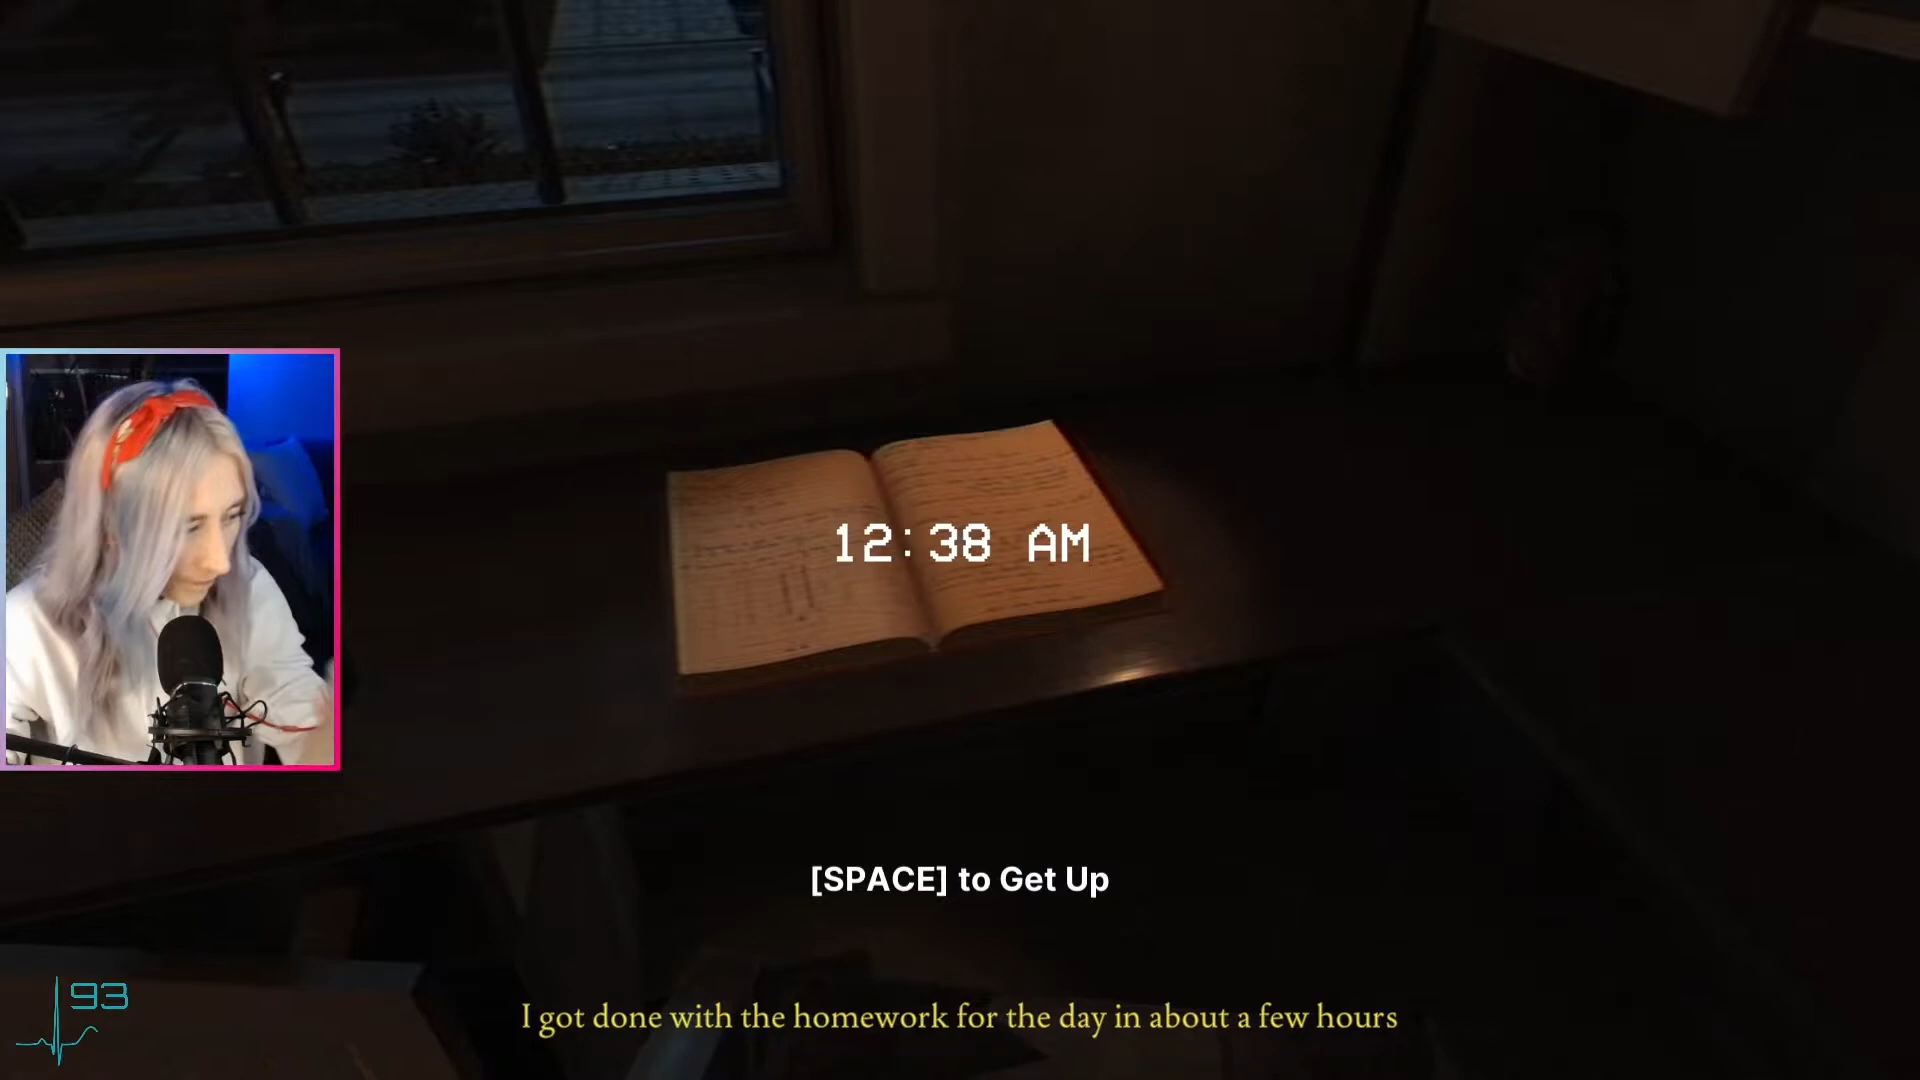 12:38 AM
[SPACE] to Get Up
93
I got done with the homework for the day in about a few hours